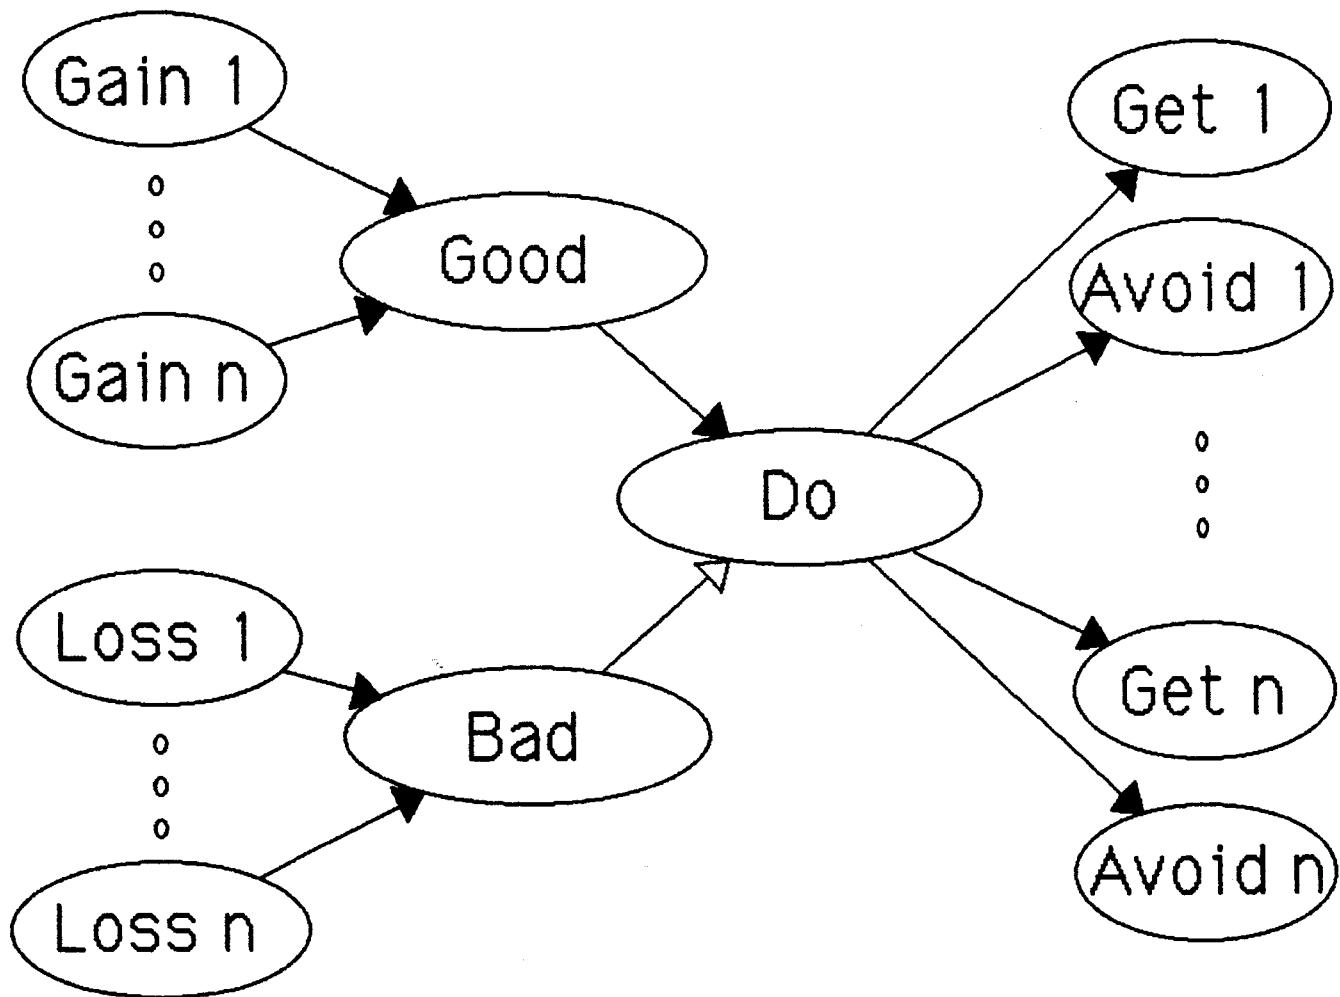 Gain 1
Good
Gain n
Loss 1
Bad
Loss n
Do
Get 1
Avoid 1
Get n
Avoid n